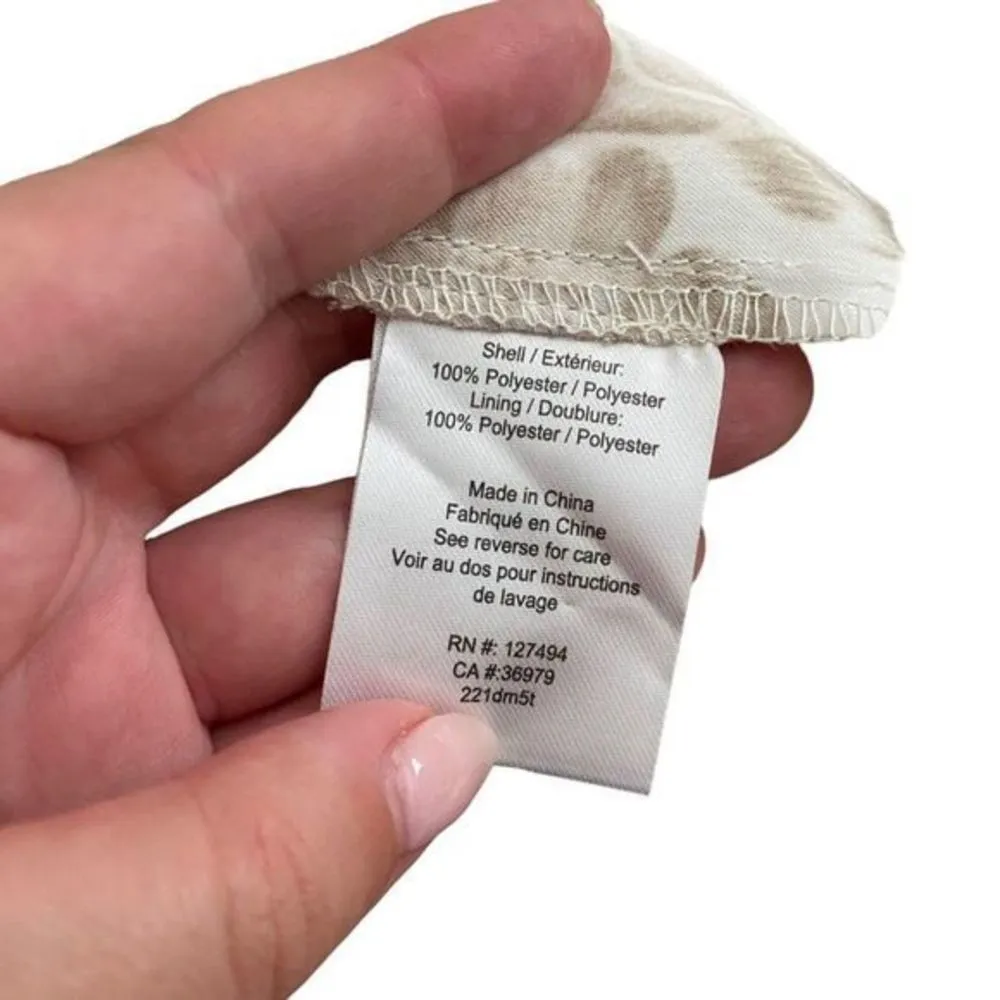 Shell / Extérieur:
100% Polyester / Polyester
Lining / Doublure:
100% Polyester / Polyester
Made in China
Fabriqué en Chine
See reverse for care
Voir au dos pour instructions
de lavage
RN #: 127494
CA #:36979
221dm5t